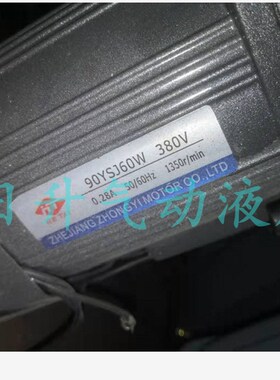 90YSJ60W 380V
0.28A 50/60Hz 1350r/min
ZHEJIANG ZHONGYI MOTOR CO.,LTD
日升气动液